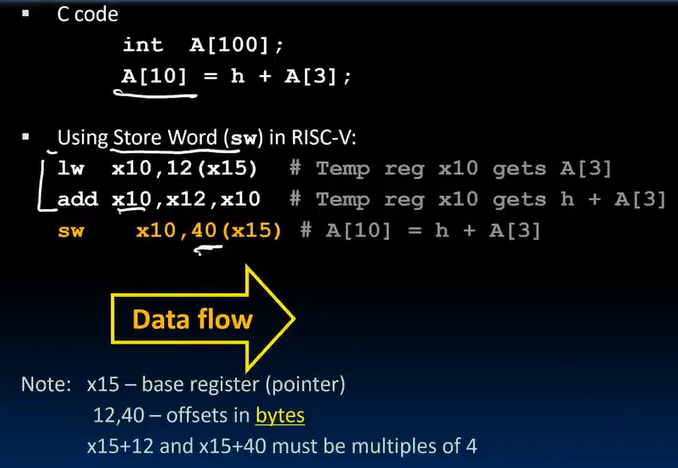 ▪ C code
int A[100];
A[10] = h + A[3];
▪ Using Store Word (sw) in RISC-V:
lw x10,12(x15) # Temp reg x10 gets A[3]
add x10,x12,x10 # Temp reg x10 gets h + A[3]
sw x10,40(x15) # A[10] = h + A[3]
Data flow
Note: x15 – base register (pointer)
12,40 – offsets in bytes
x15+12 and x15+40 must be multiples of 4